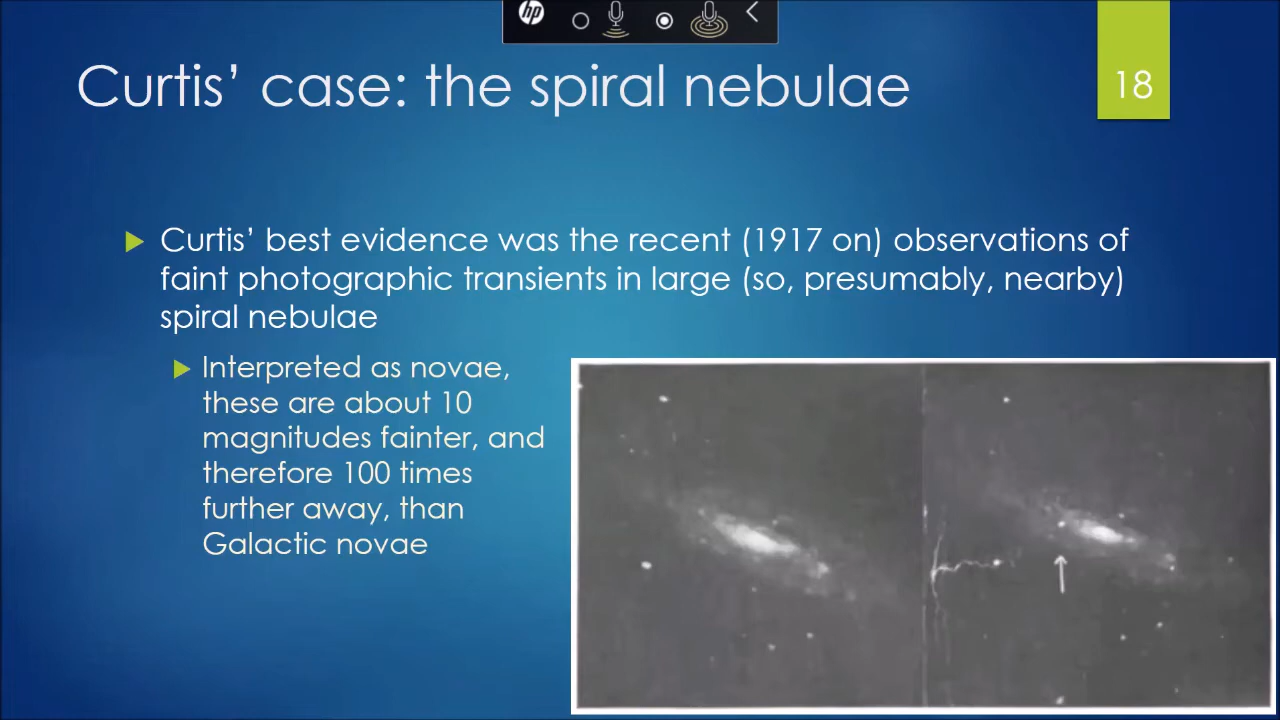 hp
Curtis’ case: the spiral nebulae
18
Curtis’ best evidence was the recent (1917 on) observations of
faint photographic transients in large (so, presumably, nearby)
spiral nebulae
Interpreted as novae,
these are about 10
magnitudes fainter, and
therefore 100 times
further away, than
Galactic novae